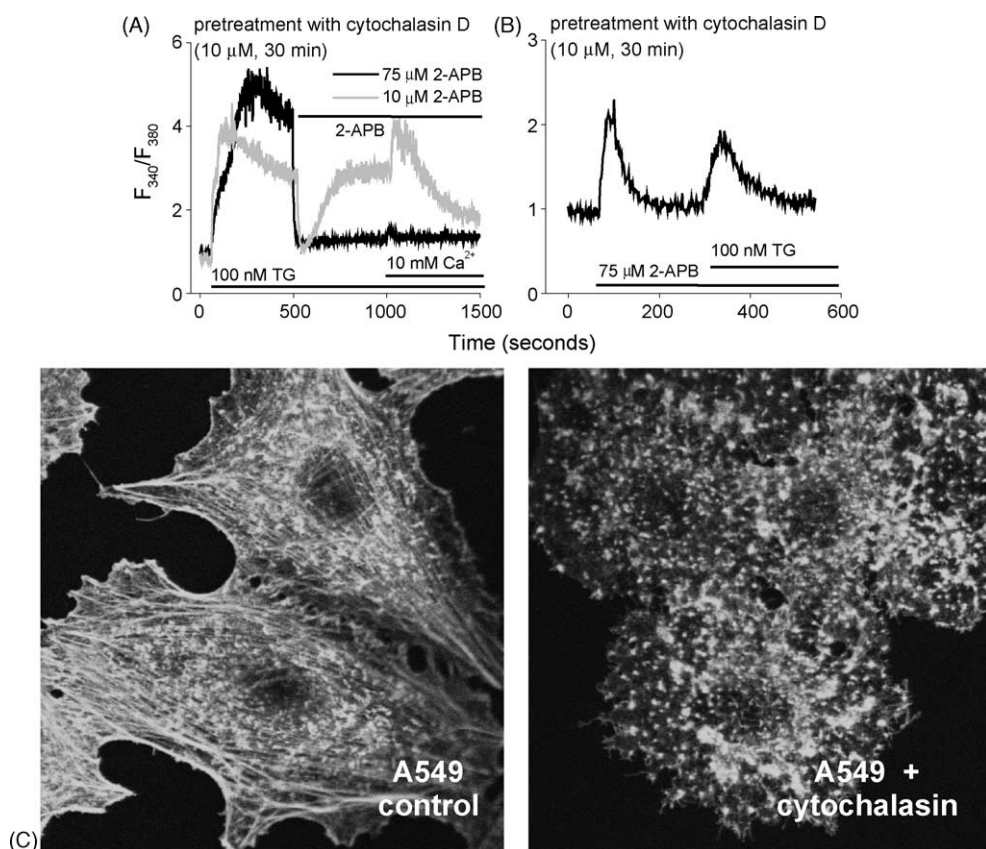 (A) pretreatment with cytochalasin D
(10 μM, 30 min)
75 μM 2-APB
10 μM 2-APB
2-APB
F340/F380
6
4
2
0
10 mM Ca2+
100 nM TG
0 500 1000 1500
(B) pretreatment with cytochalasin D
(10 μM, 30 min)
3
2
1
0
100 nM TG
75 μM 2-APB
0 200 400 600
Time (seconds)
A549
control
A549 +
cytochalasin
(C)